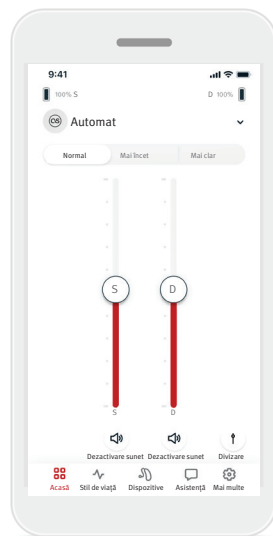 9:41
100% S D 100%
Automat
Normal Mai încet Mai clar
S D
S D
Dezactivare sunet Dezactivare sunet Divizare
Acasă Stil de viață Dispozitive Asistență Mai multe